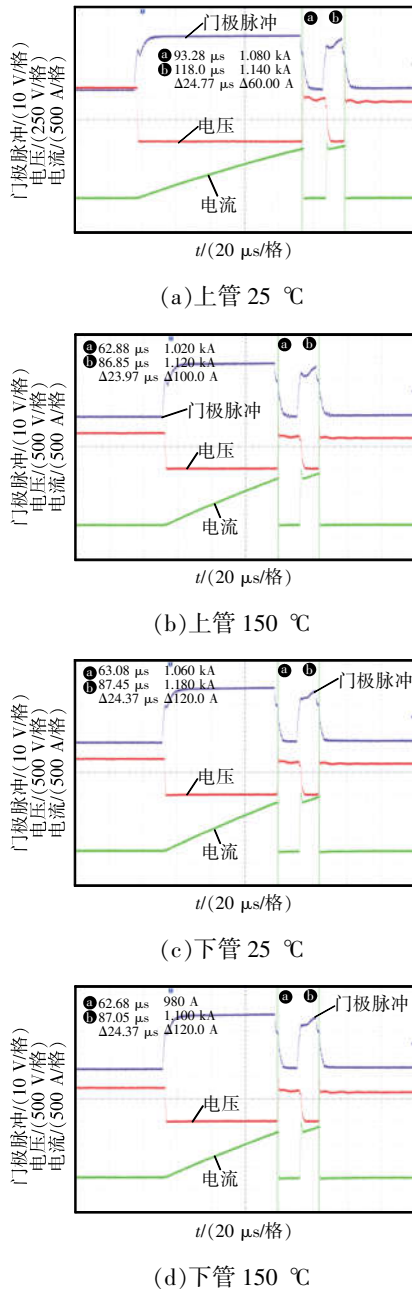 门极脉冲/(10 V/格)
电压/(250 V/格)
电流/(500 A/格)
门极脉冲
a b
a 93.28 μs 1.080 kA
b 118.0 μs 1.140 kA
Δ24.77 μs Δ60.00 A
电压
电流
t/(20 μs/格)
(a)上管 25 ℃
门极脉冲/(10 V/格)
电压/(500 V/格)
电流/(500 A/格)
a 62.88 μs 1.020 kA
b 86.85 μs 1.120 kA
Δ23.97 μs Δ100.0 A
a b
门极脉冲
电压
电流
t/(20 μs/格)
(b)上管 150 ℃
门极脉冲/(10 V/格)
电压/(500 V/格)
电流/(500 A/格)
a 63.08 μs 1.060 kA
b 87.45 μs 1.180 kA
Δ24.37 μs Δ120.0 A
a b
门极脉冲
电压
电流
t/(20 μs/格)
(c)下管 25 ℃
门极脉冲/(10 V/格)
电压/(500 V/格)
电流/(500 A/格)
a 62.68 μs 980 A
b 87.05 μs 1.100 kA
Δ24.37 μs Δ120.0 A
a b
门极脉冲
电压
电流
t/(20 μs/格)
(d)下管 150 ℃